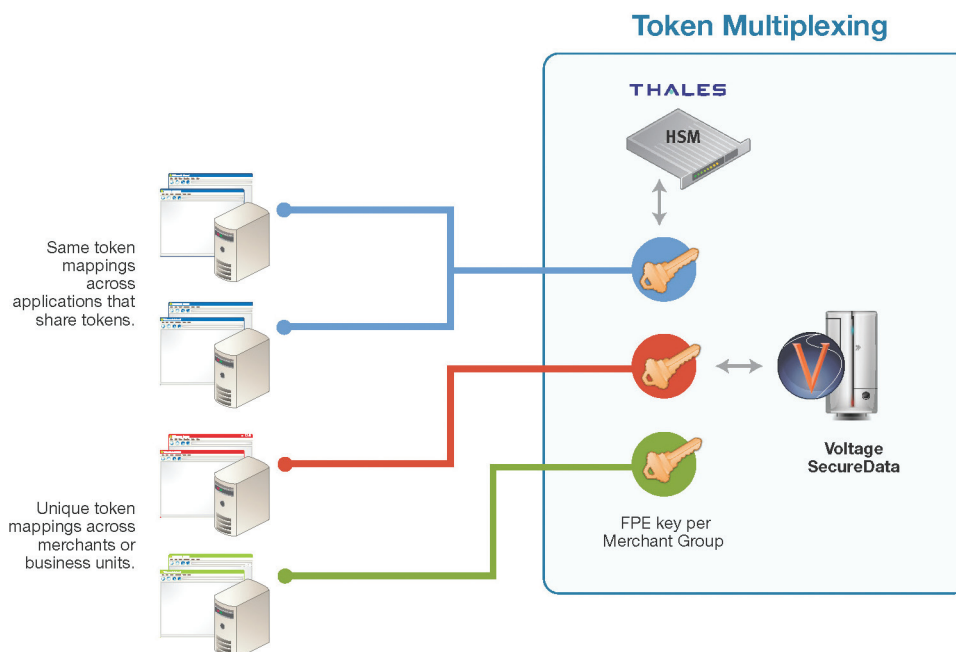 Token Multiplexing
THALES
HSM
Same token
mappings
across
applications that
share tokens.
V
Voltage
SecureData
Unique token
mappings across
merchants or
business units.
FPE key per
Merchant Group